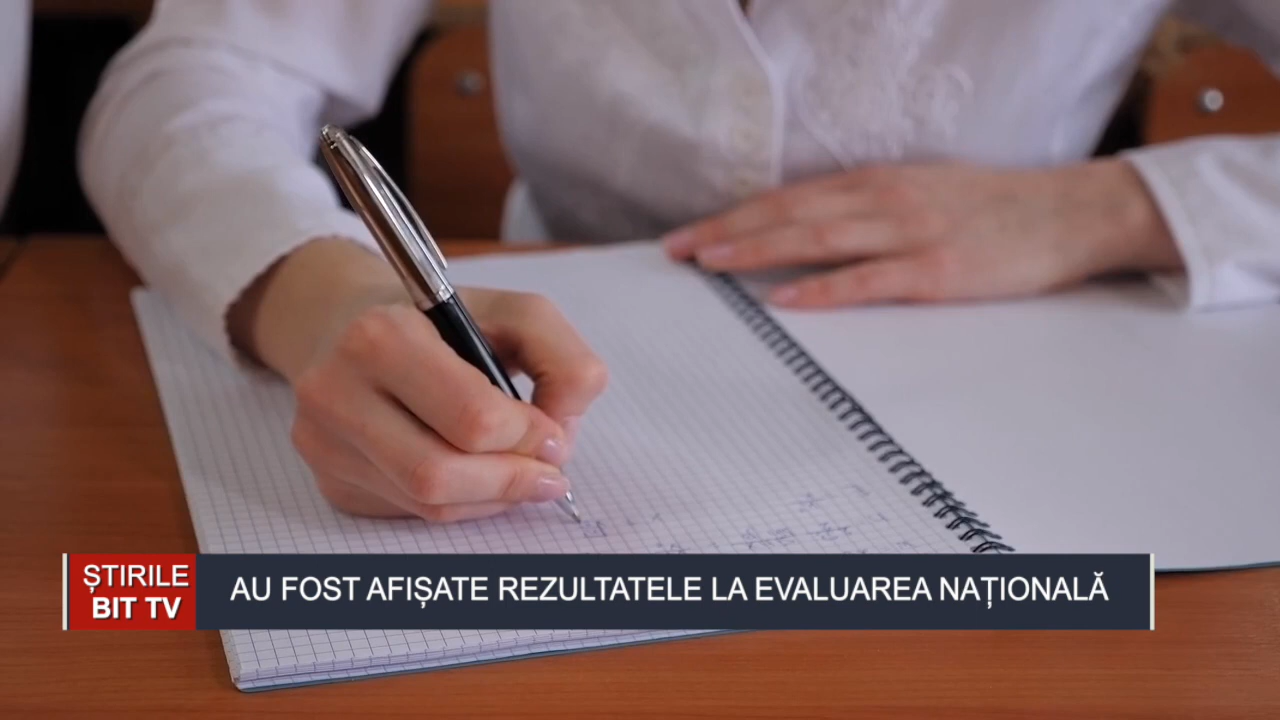 ȘTIRILE
BIT TV
AU FOST AFIȘATE REZULTATELE LA EVALUAREA NAȚIONALĂ